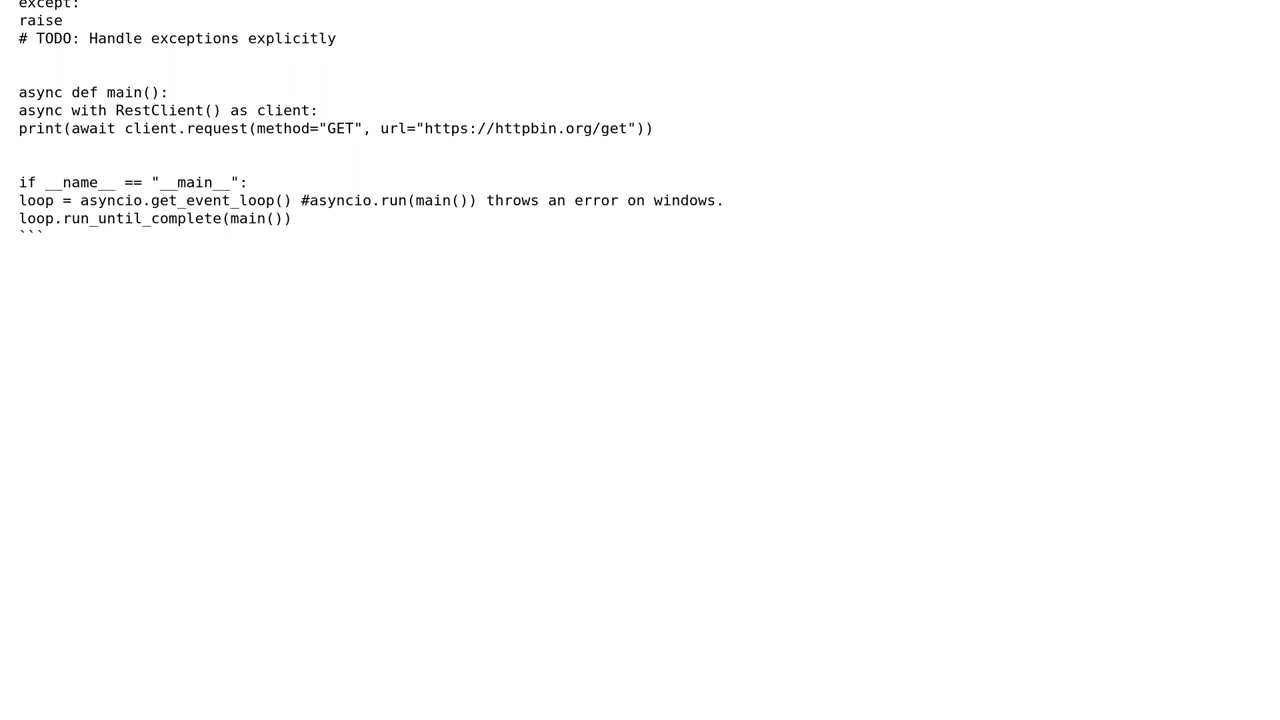 except:
raise
# TODO: Handle exceptions explicitly
async def main():
async with RestClient() as client:
print(await client.request(method="GET", url="https://httpbin.org/get"))
if __name__ == "__main__":
loop = asyncio.get_event_loop() #asyncio.run(main()) throws an error on windows.
loop.run_until_complete(main())
```